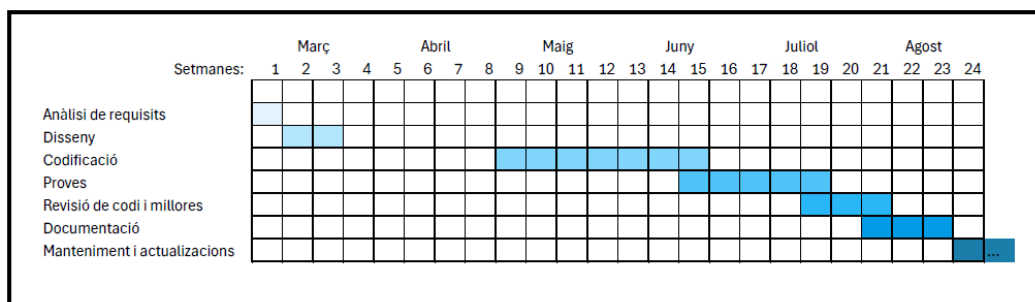 Març Abril Maig Juny Juliol Agost
Setmanes: 1 2 3 4 5 6 7 8 9 10 11 12 13 14 15 16 17 18 19 20 21 22 23 24
Anàlisi de requisits
Disseny
Codificació
Proves
Revisió de codi i millores
Documentació
Manteniment i actualizacions ...